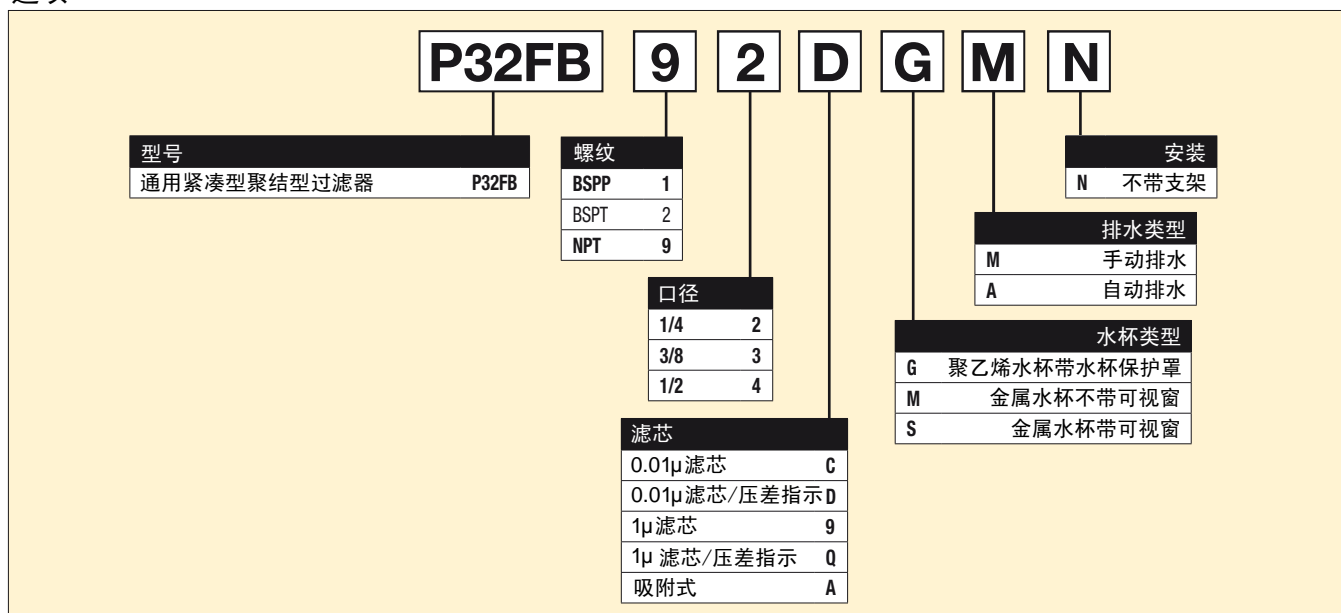 P32FB 9 2 D G M N
型号
通用紧凑型聚结型过滤器 P32FB
螺纹
BSPP 1
BSPT 2
NPT 9
口径
1/4 2
3/8 3
1/2 4
滤芯
0.01μ滤芯 C
0.01μ滤芯/压差指示 D
1μ滤芯 9
1μ 滤芯/压差指示 Q
吸附式 A
水杯类型
G 聚乙烯水杯带水杯保护罩
M 金属水杯不带可视窗
S 金属水杯带可视窗
排水类型
M 手动排水
A 自动排水
安装
N 不带支架